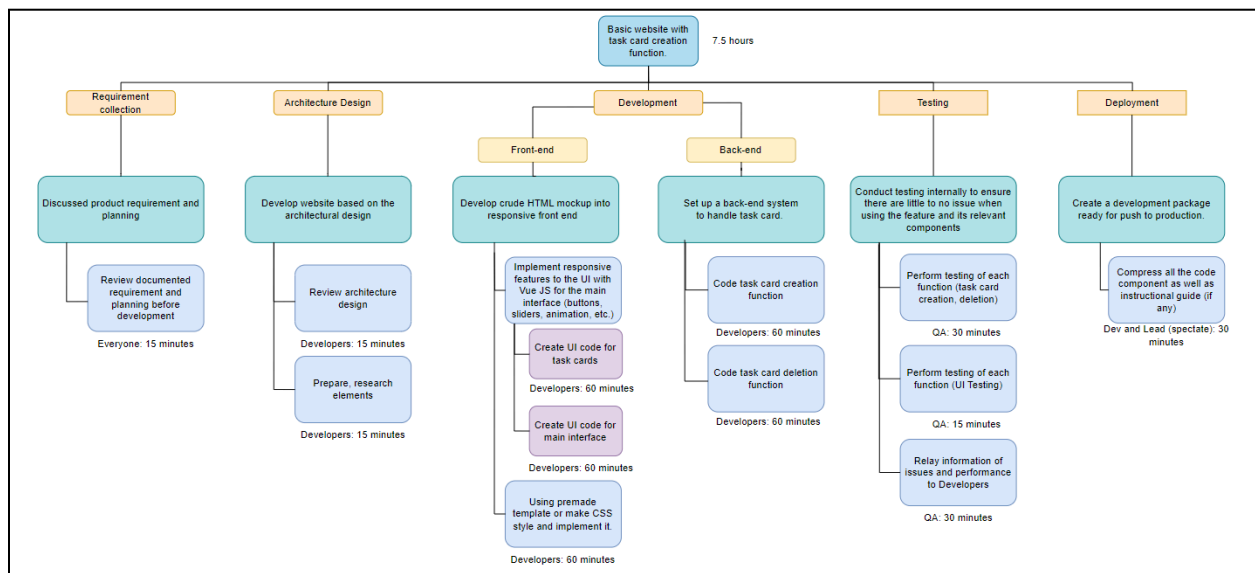 Basic website with
task card creation
function.
7.5 hours
Requirement
collection
Architecture Design
Development
Testing
Deployment
Front-end
Back-end
Discussed product requirement and
planning
Develop website based on the
architectural design
Develop crude HTML mockup into
responsive front end
Set up a back-end system
to handle task card.
Conduct testing internally to ensure
there are little to no issue when
using the feature and its relevant
components
Create a development package
ready for push to production.
Review documented
requirement and
planning before
development
Everyone: 15 minutes
Review architecture
design
Developers: 15 minutes
Prepare, research
elements
Developers: 15 minutes
Implement responsive
features to the UI with
Vue JS for the main
interface (buttons,
sliders, animation, etc.)
Create UI code for
task cards
Developers: 60 minutes
Create UI code for
main interface
Developers: 60 minutes
Using premade
template or make CSS
style and implement it.
Developers: 60 minutes
Code task card creation
function
Developers: 60 minutes
Code task card deletion
function
Developers: 60 minutes
Perform testing of each
function (task card
creation, deletion)
QA: 30 minutes
Perform testing of each
function (UI Testing)
QA: 15 minutes
Relay information of
issues and performance
to Developers
QA: 30 minutes
Compress all the code
component as well as
instructional guide (if
any)
Dev and Lead (spectate): 30
minutes